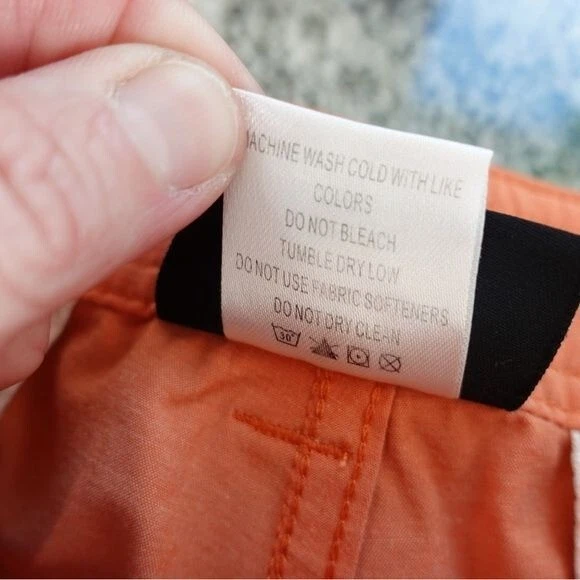 MACHINE WASH COLD WITH LIKE
COLORS
DO NOT BLEACH
TUMBLE DRY LOW
DO NOT USE FABRIC SOFTENERS
DO NOT DRY CLEAN
30°